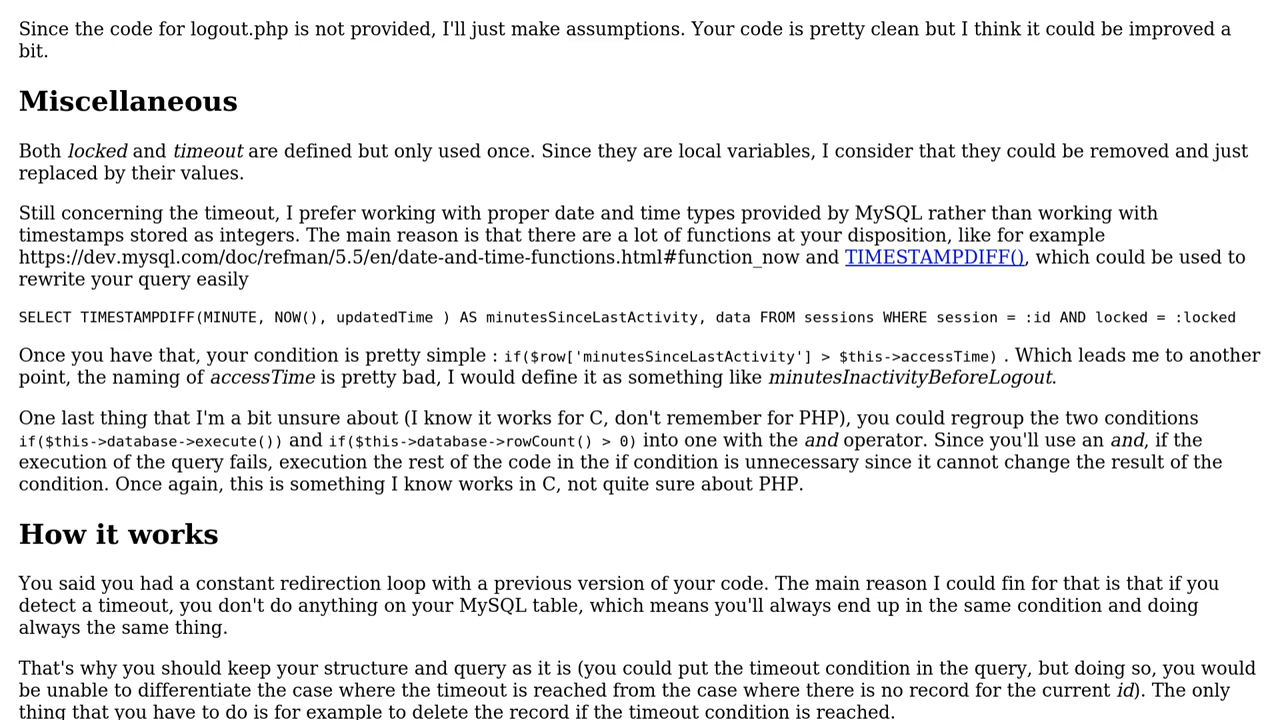 Since the code for logout.php is not provided, I'll just make assumptions. Your code is pretty clean but I think it could be improved a
bit.
Miscellaneous
Both locked and timeout are defined but only used once. Since they are local variables, I consider that they could be removed and just
replaced by their values.
Still concerning the timeout, I prefer working with proper date and time types provided by MySQL rather than working with
timestamps stored as integers. The main reason is that there are a lot of functions at your disposition, like for example
https://dev.mysql.com/doc/refman/5.5/en/date-and-time-functions.html#function_now and TIMESTAMPDIFF(), which could be used to
rewrite your query easily
SELECT TIMESTAMPDIFF(MINUTE, NOW(), updatedTime ) AS minutesSinceLastActivity, data FROM sessions WHERE session = :id AND locked = :locked
Once you have that, your condition is pretty simple : if($row['minutesSinceLastActivity'] > $this->accessTime) . Which leads me to another
point, the naming of accessTime is pretty bad, I would define it as something like minutesInactivityBeforeLogout.
One last thing that I'm a bit unsure about (I know it works for C, don't remember for PHP), you could regroup the two conditions
if($this->database->execute()) and if($this->database->rowCount() > 0) into one with the and operator. Since you'll use an and, if the
execution of the query fails, execution the rest of the code in the if condition is unnecessary since it cannot change the result of the
condition. Once again, this is something I know works in C, not quite sure about PHP.
How it works
You said you had a constant redirection loop with a previous version of your code. The main reason I could fin for that is that if you
detect a timeout, you don't do anything on your MySQL table, which means you'll always end up in the same condition and doing
always the same thing.
That's why you should keep your structure and query as it is (you could put the timeout condition in the query, but doing so, you would
be unable to differentiate the case where the timeout is reached from the case where there is no record for the current id). The only
thing that you have to do is for example to delete the record if the timeout condition is reached.